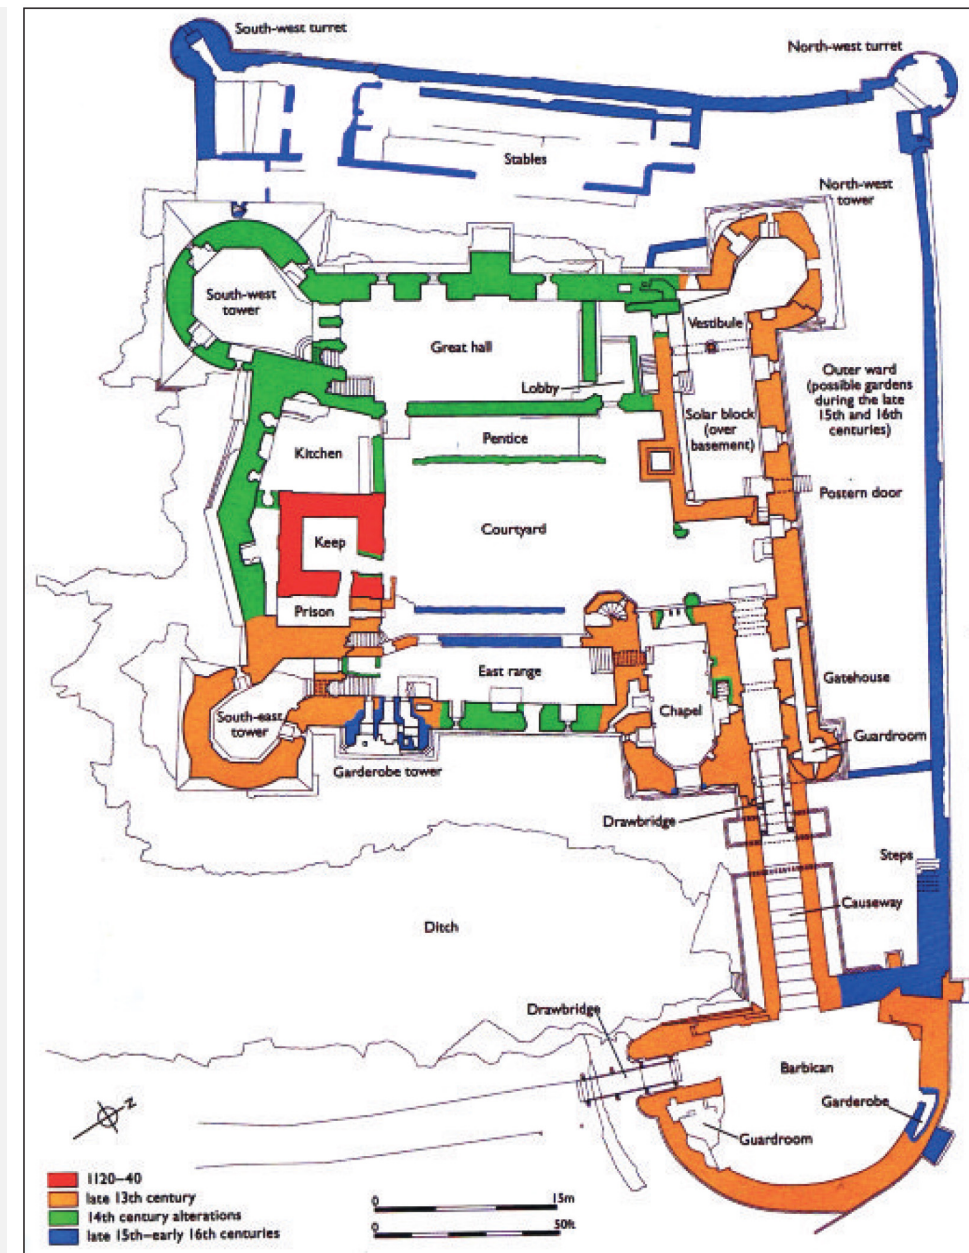 South-west turret
North-west turret
Stables
North-west
tower
South-west
tower
Vestibule
Great hall
Lobby
Outer ward
(possible gardens
during the late
15th and 16th
centuries)
Solar block
(over
basement)
Pentice
Kitchen
Postern door
Courtyard
Keep
Prison
East range
Gatehouse
Chapel
South-east
tower
Guardroom
Garderobe tower
Drawbridge
Steps
Causeway
Ditch
Drawbridge
Barbican
Garderobe
Guardroom
N
1120–40
late 13th century
14th century alterations
late 15th–early 16th centuries
0 15m
0 50ft